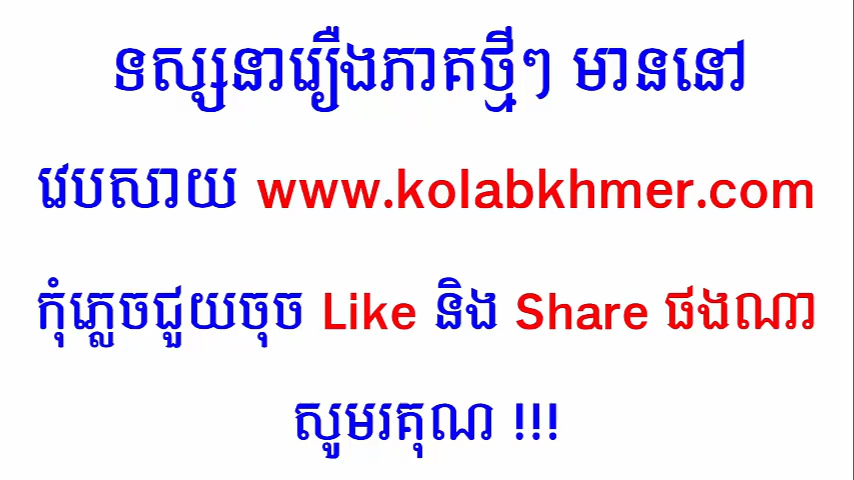 ទស្សនារឿងភាគថ្មីៗ មាននៅ
វេបសាយ www.kolabkhmer.com
កុំភ្លេចជួយចុច Like និង Share ផងណា
សូមរគុណ !!!